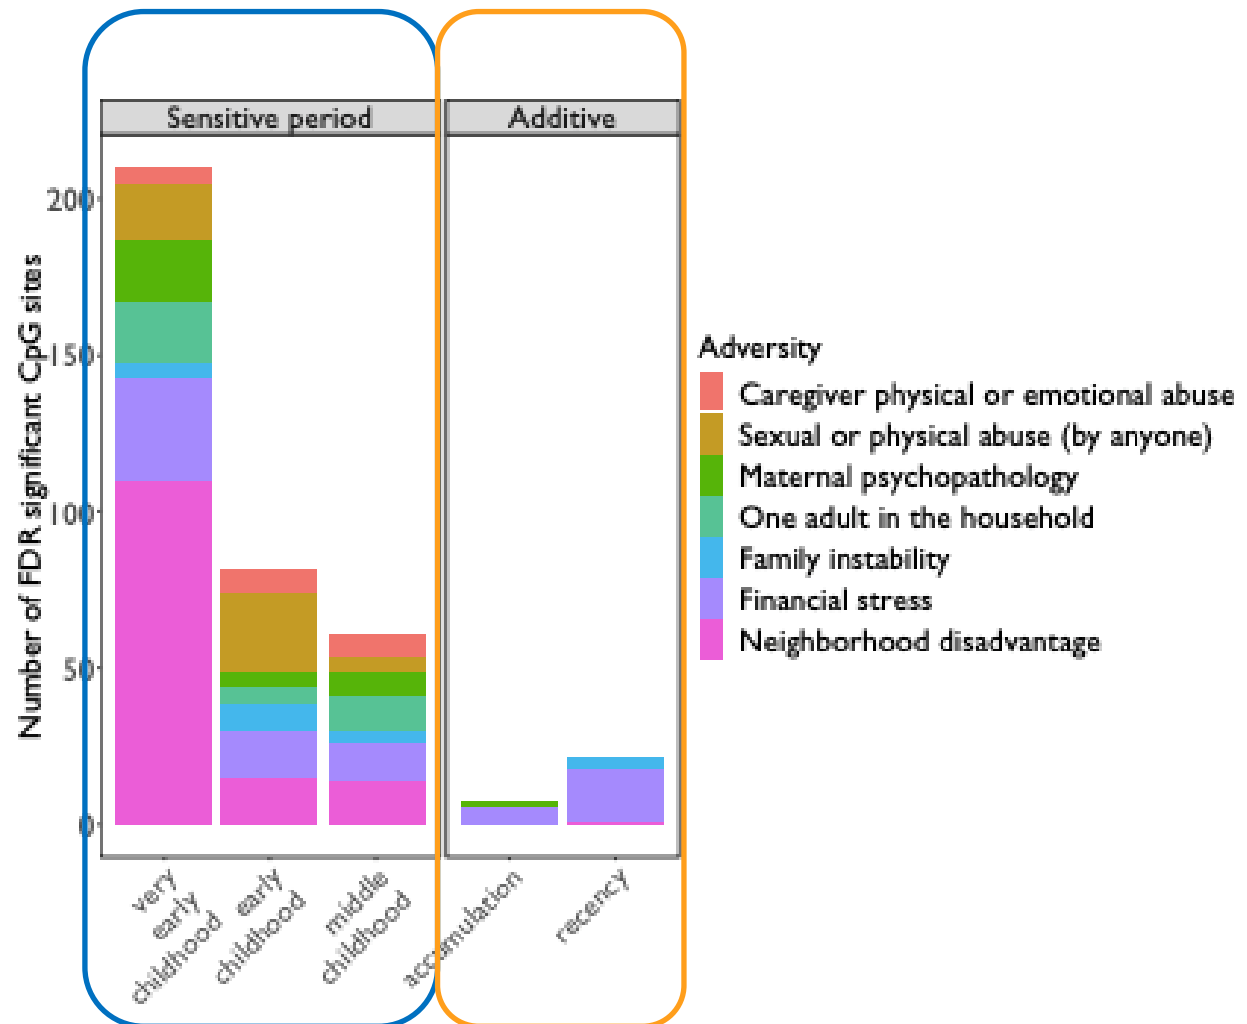 Sensitive period
Additive
Number of FDR significant CpG sites
200
150
100
50
0
very
early
childhood
early
childhood
middle
childhood
accumulation
recency
Adversity
Caregiver physical or emotional abuse
Sexual or physical abuse (by anyone)
Maternal psychopathology
One adult in the household
Family instability
Financial stress
Neighborhood disadvantage